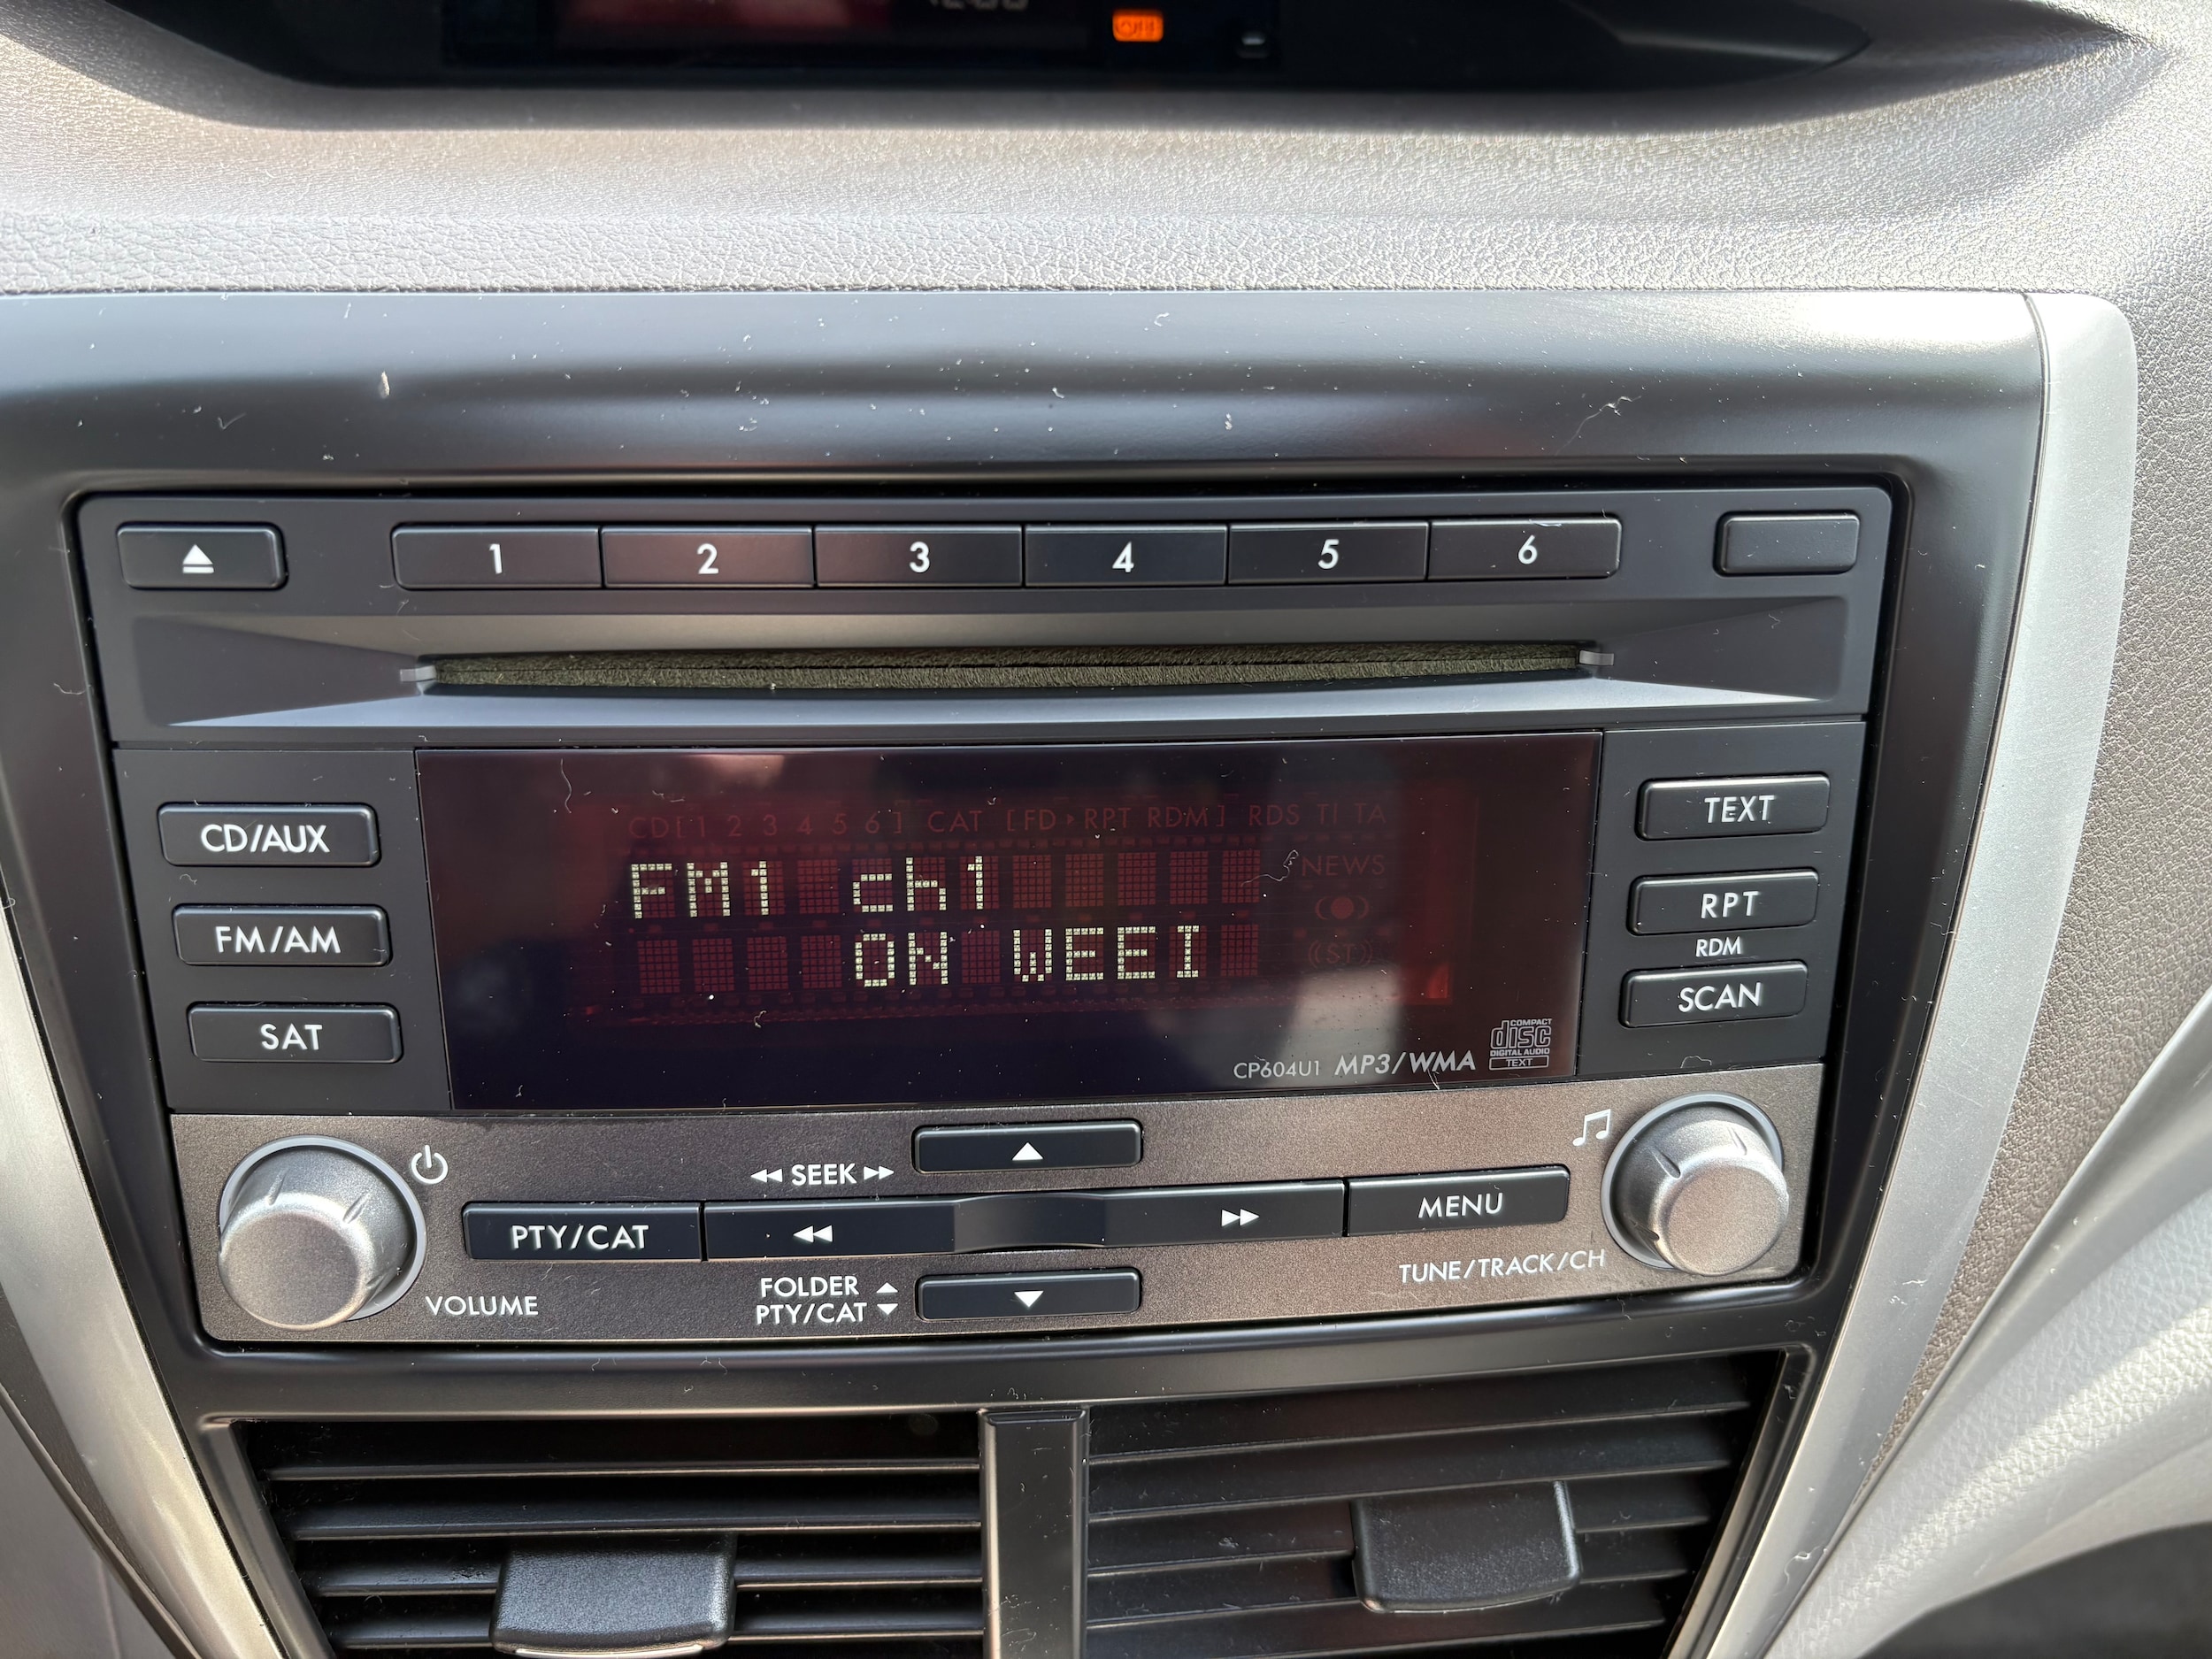 OFF
1 2 3 4 5 6
CD/AUX
FM/AM
SAT
CD[1 2 3 4 5 6] CAT [FD▸RPT RDM] RDS TI TA
FM1 ch1
NEWS
ON WEEI
(ST)
CP604U1 MP3/WMA
COMPACT
disc
DIGITAL AUDIO
TEXT
TEXT
RPT
RDM
SCAN
VOLUME
PTY/CAT
◀◀ SEEK ▶▶
FOLDER
PTY/CAT
MENU
TUNE/TRACK/CH